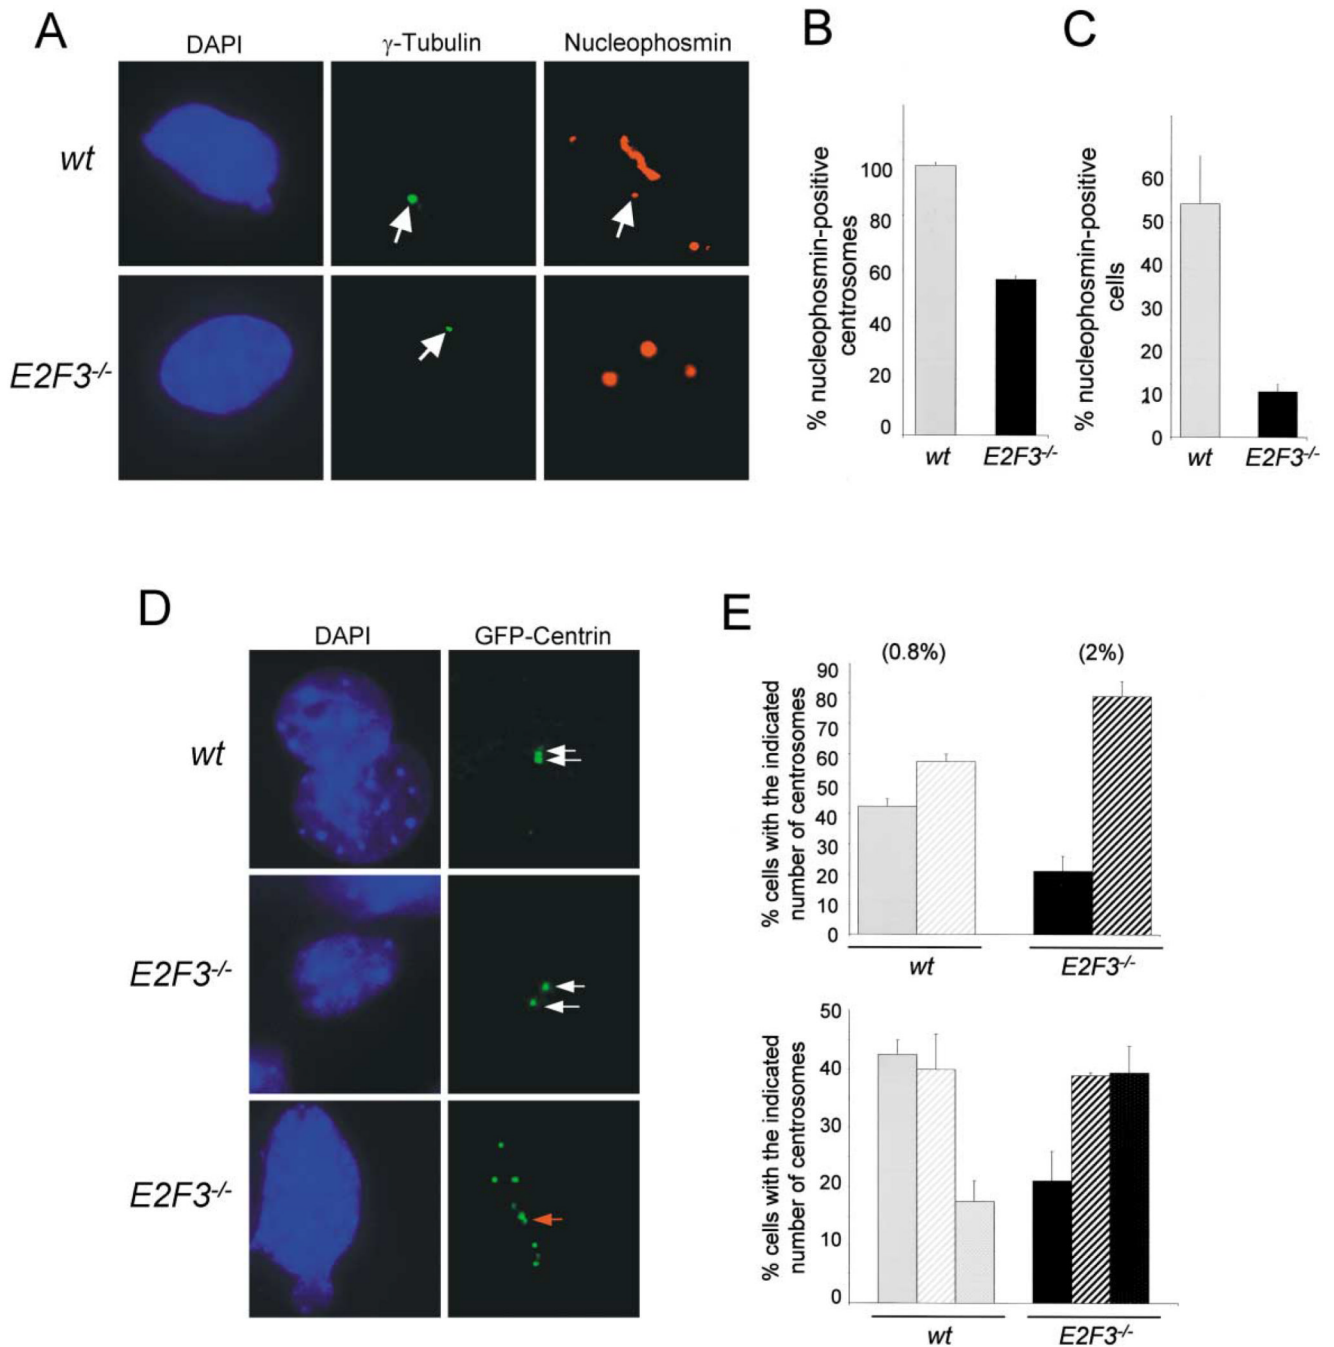 A
DAPI
γ-Tubulin
Nucleophosmin
wt
E2F3-/-
B
% nucleophosmin-positive
centrosomes
100
80
60
40
20
0
wt
E2F3-/-
C
% nucleophosmin-positive
cells
60
50
40
30
20
10
0
wt
E2F3-/-
D
DAPI
GFP-Centrin
wt
E2F3-/-
E2F3-/-
E
(0.8%)
(2%)
% cells with the indicated
number of centrosomes
90
80
70
60
50
40
30
20
10
0
wt
E2F3-/-
% cells with the indicated
number of centrosomes
50
40
30
20
10
0
wt
E2F3-/-